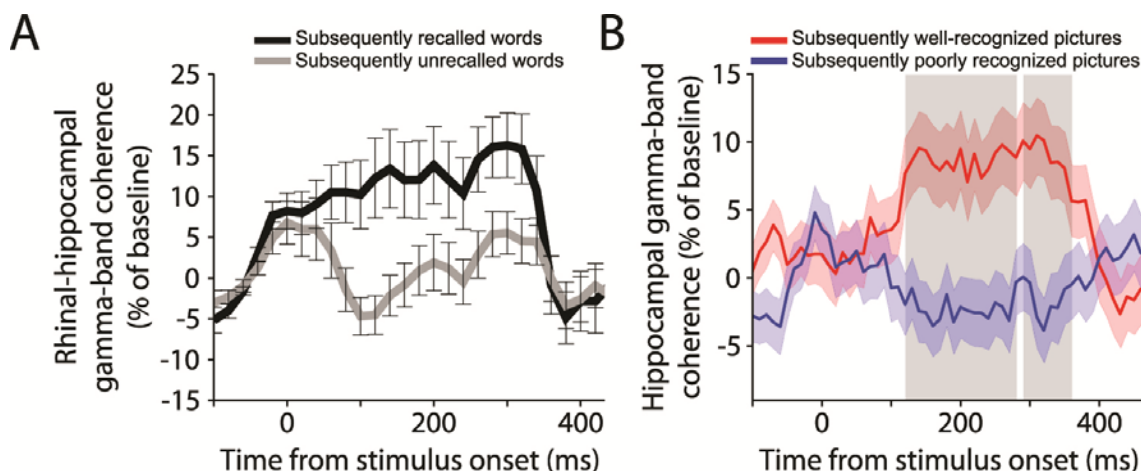 A
Subsequently recalled words
Subsequently unrecalled words
Rhinal-hippocampal
gamma-band coherence
(% of baseline)
25
20
15
10
5
0
-5
-10
-15
0
200
400
Time from stimulus onset (ms)
B
Subsequently well-recognized pictures
Subsequently poorly recognized pictures
Hippocampal gamma-band
coherence (% of baseline)
15
10
5
0
-5
0
200
400
Time from stimulus onset (ms)